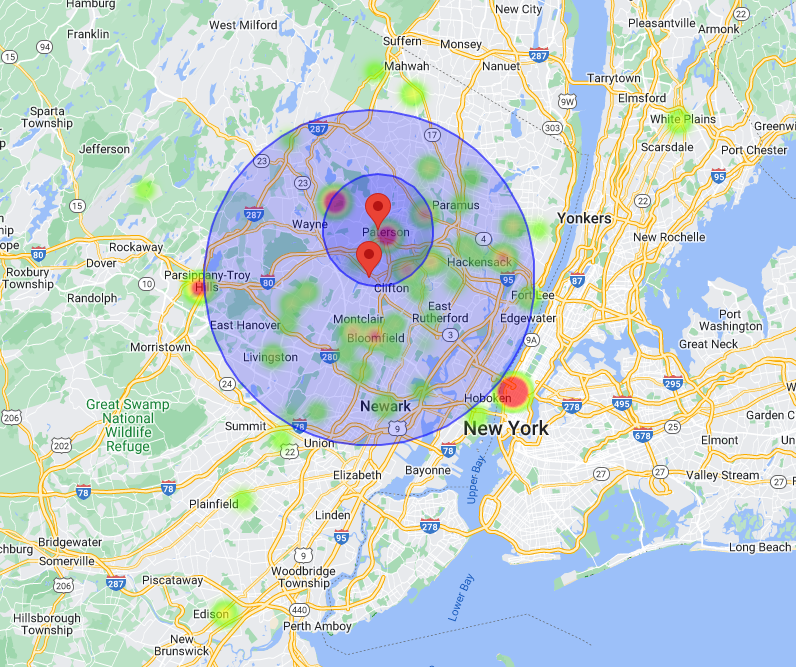 Hamburg
New City
22
Pleasantville
West Milford
Armonk
Franklin
Suffern
Monsey
94
15
Nanuet
287
Mahwah
Tarrytown
Elmsford
9W
Sparta
Township
287
17
303
White Plains
Greenwi
Jefferson
Scarsdale
Port Chester
23
95
23
15
287
Paramus
Wayne
Paterson
Yonkers
4
New Rochelle
Rockaway
80
Dover
Hackensack
Roxbury
Township
Parsippany-Troy
Hills
10
80
95
87
Clifton
Randolph
Fort Lee
East
Rutherford
Edgewater
Port
Washington
East Hanover
Montclair
Bloomfield
3
9A
Great Neck
Morristown
Livingston
280
24
295
Hoboken
Great Swamp
National
Wildlife
Refuge
206
Newark
278
495
Garden C
Summit
78
9
New York
25
678
Elmont
202
Union
22
78
Elizabeth
Bayonne
Valley Stream
27
27
27
78
78
Upper Bay
Plainfield
Linden
278
95
Bridgewater
Long Beach
Somerville
9
287
Woodbridge
Township
206
Piscataway
Lower Bay
Edison
440
Hillsborough
Township
Perth Amboy
New
Brunswick